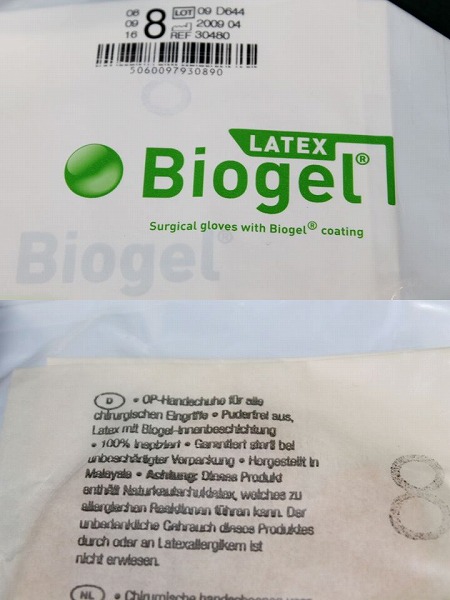 08
09
16
8
LOT 09 D644
2009 04
REF 30480
5060097930890
LATEX
Biogel®
Surgical gloves with Biogel® coating
Biogel®
D • OP-Handschuhe für alle
chirurgischen Eingriffe • Puderfrei aus,
Latex mit Biogel-Innenbeschichtung
• 100% inspiziert • Garantiert steril bei
unbeschädigter Verpackung • Hergestellt in
Malaysia • Achtung: Dieses Produkt
enthält Naturkautschuklatex, welches zu
allergischen Reaktionen führen kann. Der
unbedenkliche Gebrauch dieses Produktes
durch oder an Latexallergikern ist
nicht erwiesen.
8
NL • Chirurgische handschoenen voor